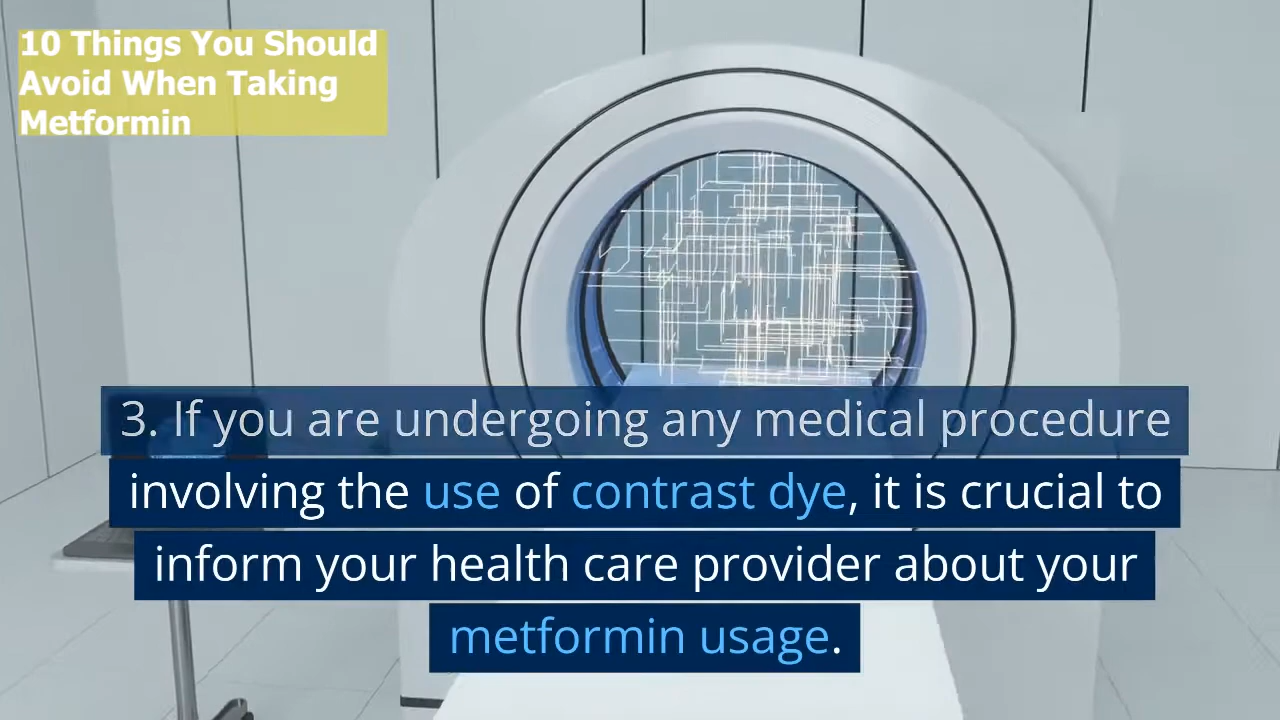 10 Things You Should
Avoid When Taking
Metformin
3. If you are undergoing any medical procedure
involving the use of contrast dye, it is crucial to
inform your health care provider about your
metformin usage.